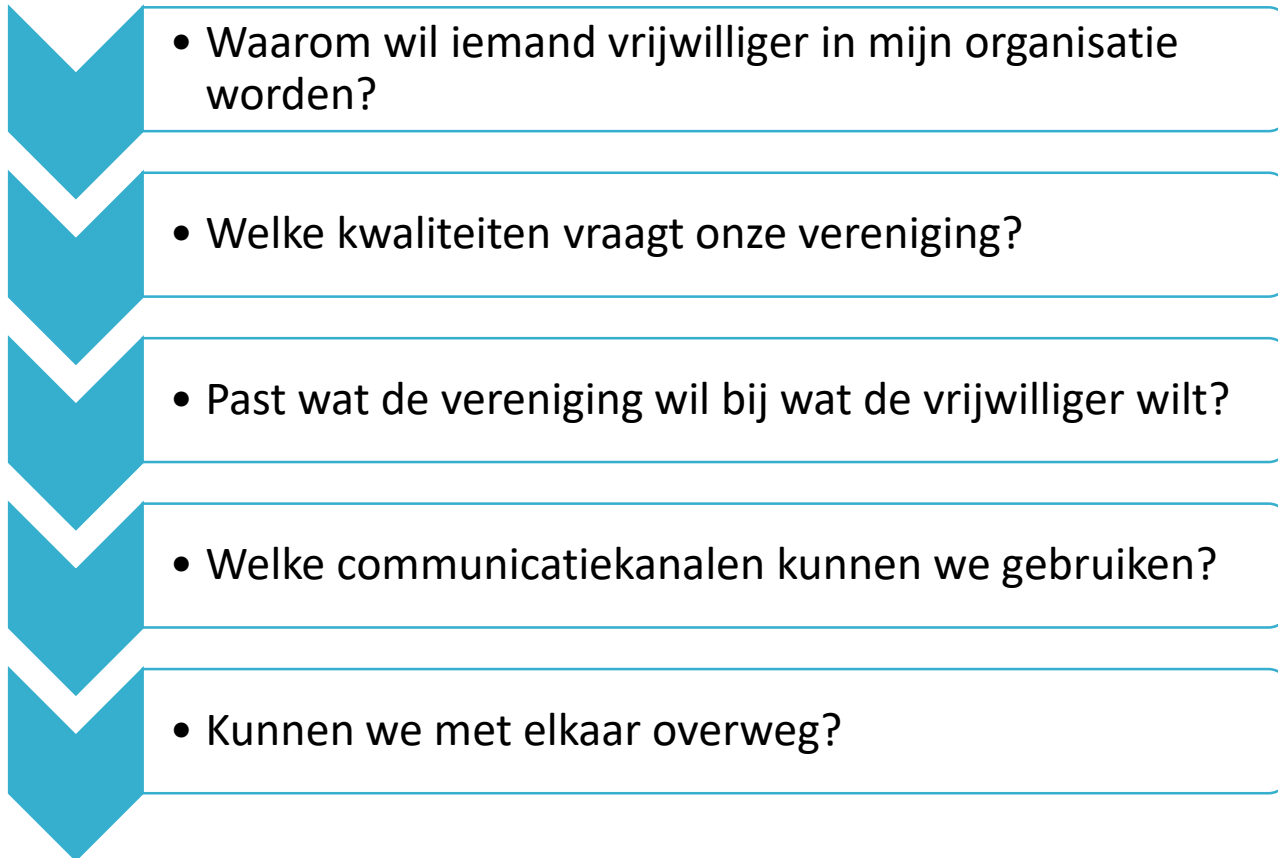 • Waarom wil iemand vrijwilliger in mijn organisatie
worden?
• Welke kwaliteiten vraagt onze vereniging?
• Past wat de vereniging wil bij wat de vrijwilliger wilt?
• Welke communicatiekanalen kunnen we gebruiken?
• Kunnen we met elkaar overweg?